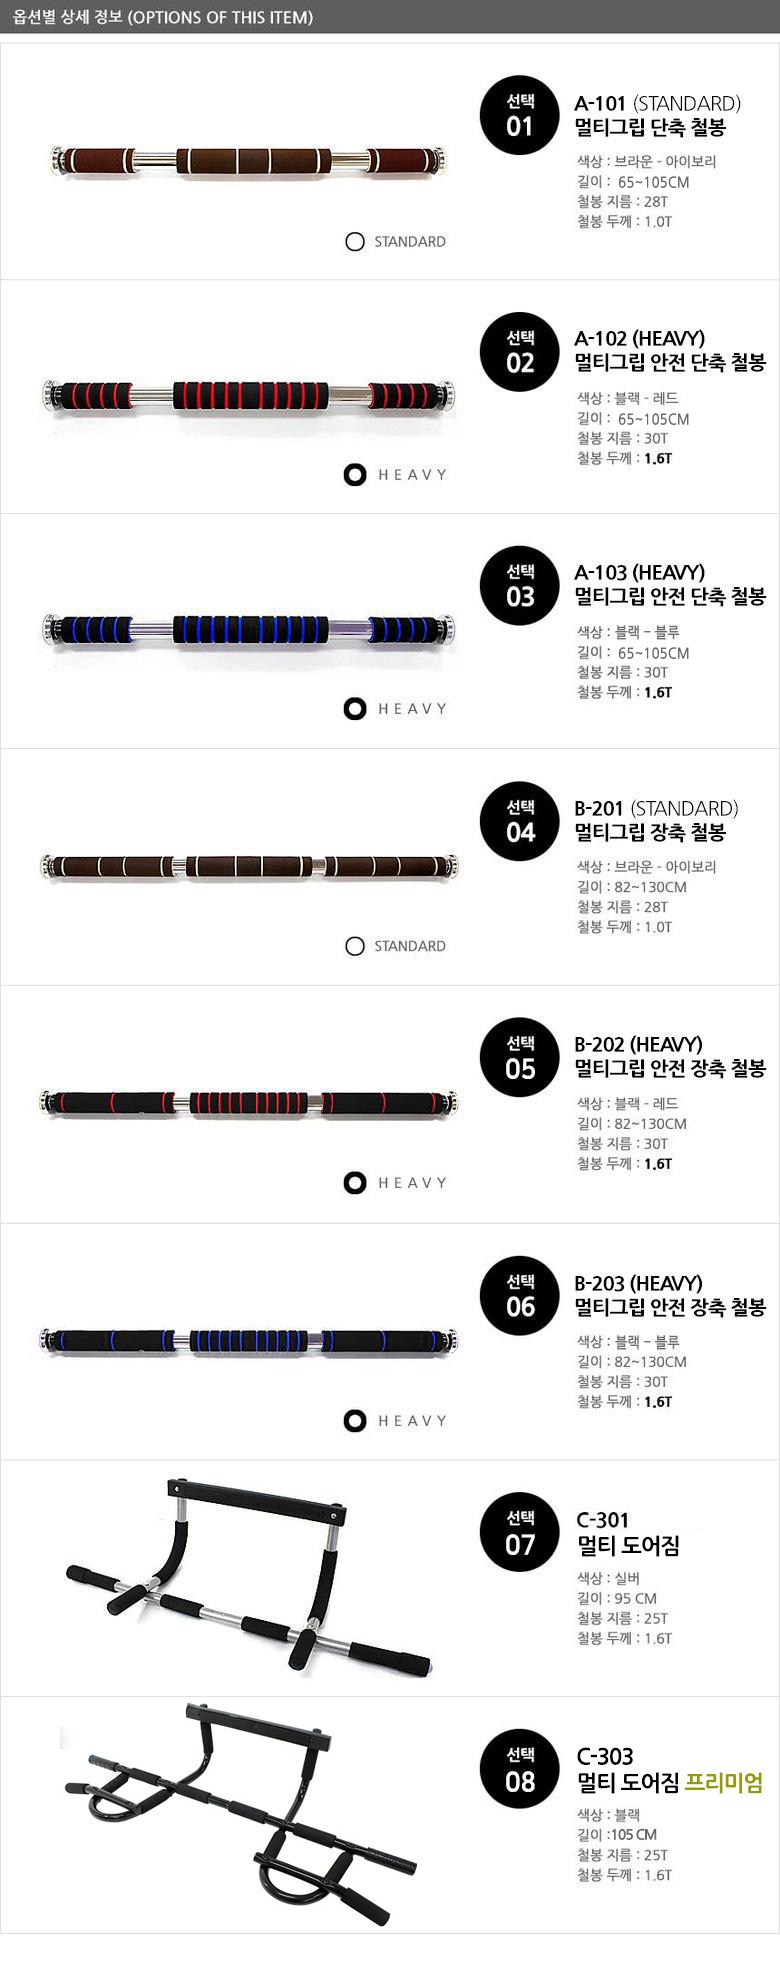 옵션별 상세 정보 (OPTIONS OF THIS ITEM)
선택
01
A-101 (STANDARD)
멀티그립 단축 철봉
색상 : 브라운 - 아이보리
길이 : 65~105CM
철봉 지름 : 28T
철봉 두께 : 1.0T
STANDARD
선택
02
A-102 (HEAVY)
멀티그립 안전 단축 철봉
색상 : 블랙 - 레드
길이 : 65~105CM
철봉 지름 : 30T
철봉 두께 : 1.6T
HEAVY
선택
03
A-103 (HEAVY)
멀티그립 안전 단축 철봉
색상 : 블랙 - 블루
길이 : 65~105CM
철봉 지름 : 30T
철봉 두께 : 1.6T
HEAVY
선택
04
B-201 (STANDARD)
멀티그립 장축 철봉
색상 : 브라운 - 아이보리
길이 : 82~130CM
철봉 지름 : 28T
철봉 두께 : 1.0T
STANDARD
선택
05
B-202 (HEAVY)
멀티그립 안전 장축 철봉
색상 : 블랙 - 레드
길이 : 82~130CM
철봉 지름 : 30T
철봉 두께 : 1.6T
HEAVY
선택
06
B-203 (HEAVY)
멀티그립 안전 장축 철봉
색상 : 블랙 - 블루
길이 : 82~130CM
철봉 지름 : 30T
철봉 두께 : 1.6T
HEAVY
선택
07
C-301
멀티 도어짐
색상 : 실버
길이 : 95 CM
철봉 지름 : 25T
철봉 두께 : 1.6T
선택
08
C-303
멀티 도어짐 프리미엄
색상 : 블랙
길이 :105 CM
철봉 지름 : 25T
철봉 두께 : 1.6T